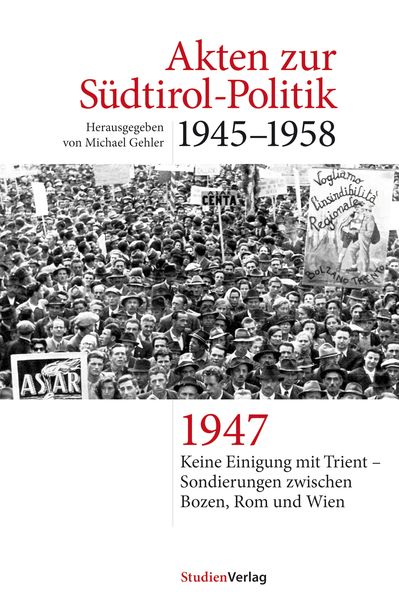 Akten zur
Südtirol-Politik
Herausgegeben
von Michael Gehler
1945–1958
CENTA
Vogliamo
l'inscindibilità
Regionale
BOLZANO TRENTO
ASAR
1947
Keine Einigung mit Trient –
Sondierungen zwischen
Bozen, Rom und Wien
StudienVerlag